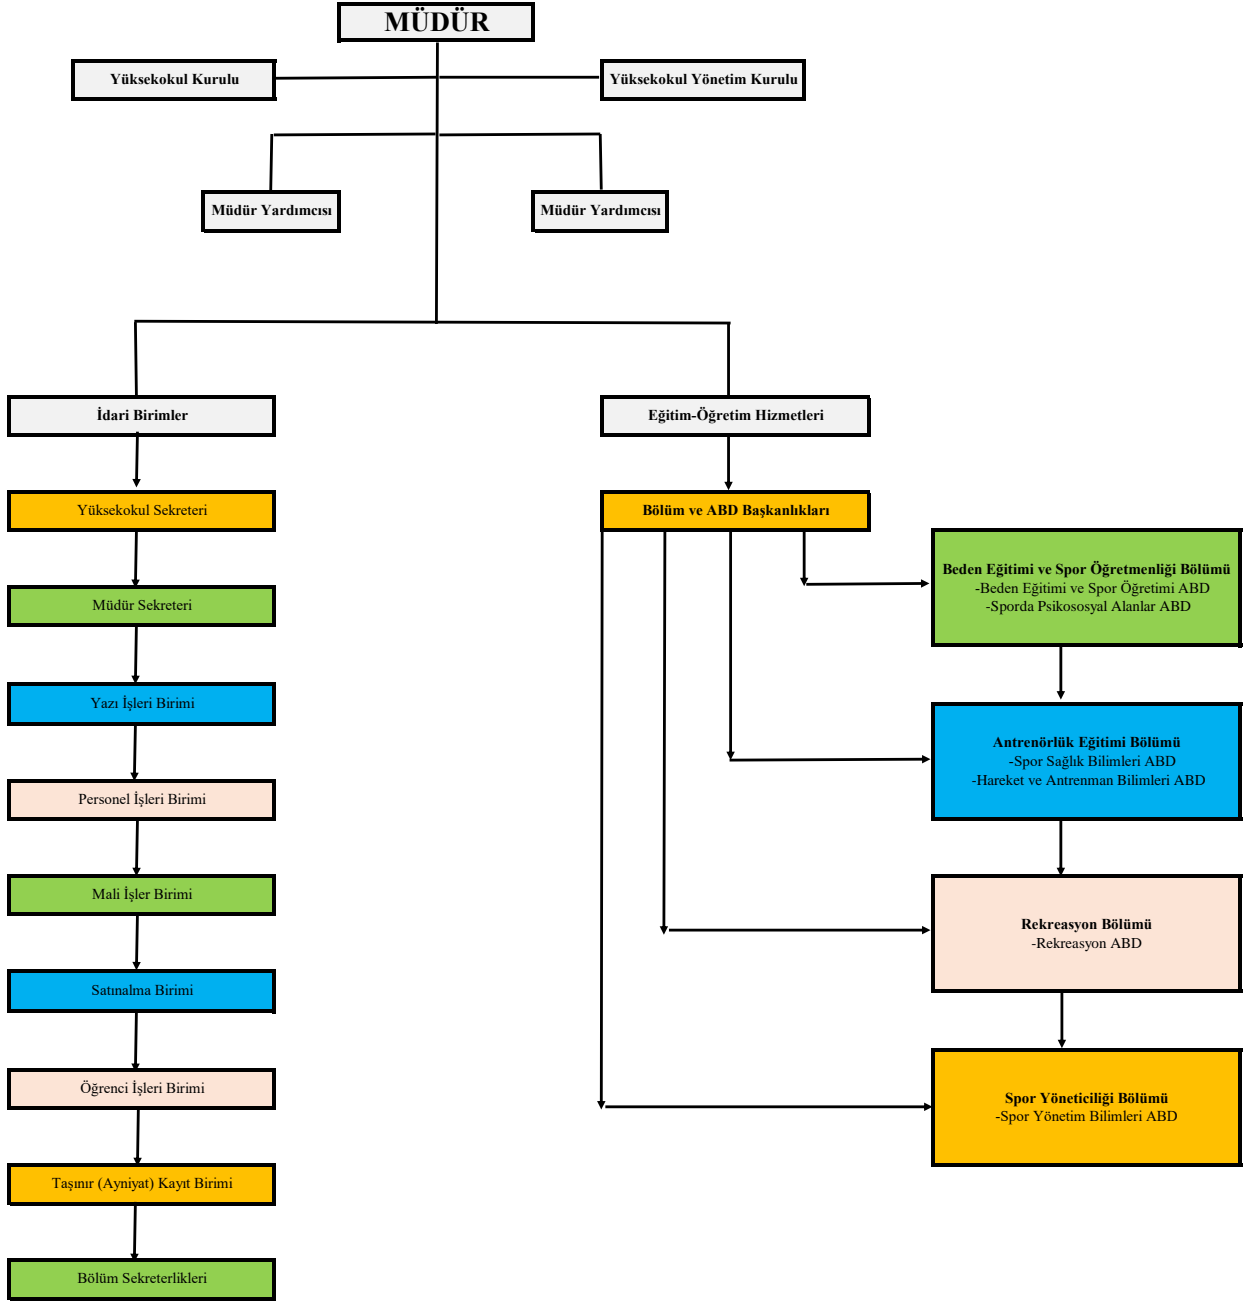 MÜDÜR
Yüksekokul Kurulu
Yüksekokul Yönetim Kurulu
Müdür Yardımcısı
Müdür Yardımcısı
İdari Birimler
Eğitim-Öğretim Hizmetleri
Yüksekokul Sekreteri
Müdür Sekreteri
Yazı İşleri Birimi
Personel İşleri Birimi
Mali İşler Birimi
Satınalma Birimi
Öğrenci İşleri Birimi
Taşınır (Ayniyat) Kayıt Birimi
Bölüm Sekreterlikleri
Bölüm ve ABD Başkanlıkları
Beden Eğitimi ve Spor Öğretmenliği Bölümü
-Beden Eğitimi ve Spor Öğretimi ABD
-Sporda Psikososyal Alanlar ABD
Antrenörlük Eğitimi Bölümü
-Spor Sağlık Bilimleri ABD
-Hareket ve Antrenman Bilimleri ABD
Rekreasyon Bölümü
-Rekreasyon ABD
Spor Yöneticiliği Bölümü
-Spor Yönetim Bilimleri ABD